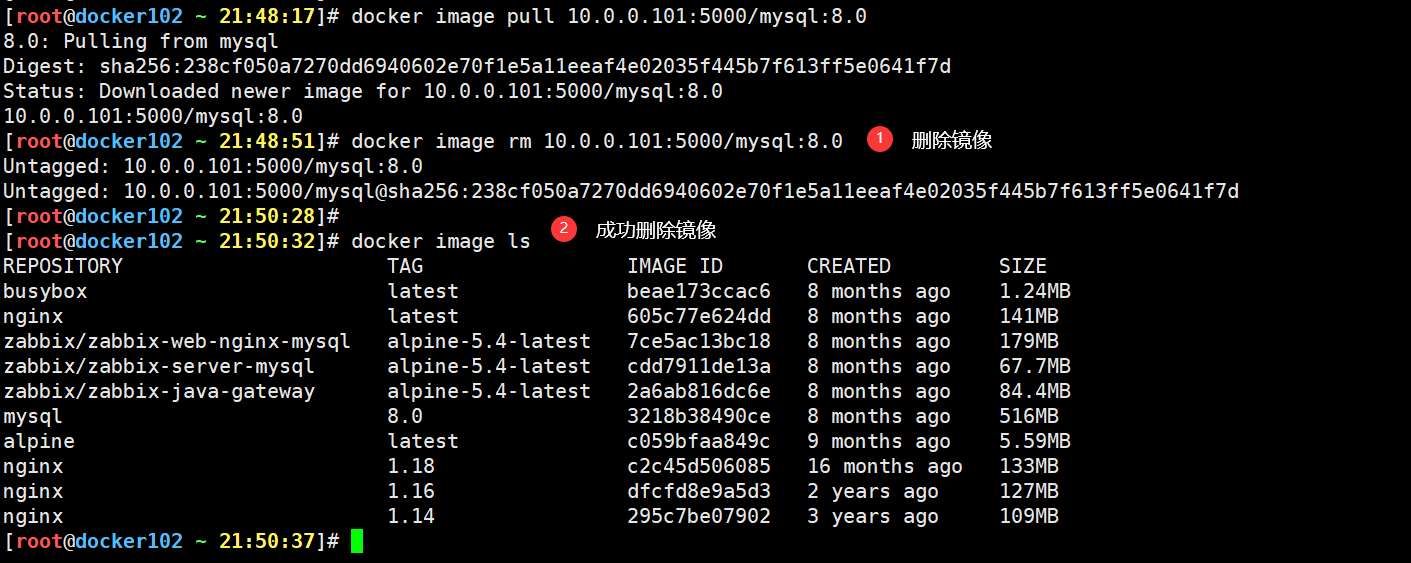 [root@docker102 ~ 21:48:17]# docker image pull 10.0.0.101:5000/mysql:8.0
8.0: Pulling from mysql
Digest: sha256:238cf050a7270dd6940602e70f1e5a11eeaf4e02035f445b7f613ff5e0641f7d
Status: Downloaded newer image for 10.0.0.101:5000/mysql:8.0
10.0.0.101:5000/mysql:8.0
[root@docker102 ~ 21:48:51]# docker image rm 10.0.0.101:5000/mysql:8.0 1 删除镜像
Untagged: 10.0.0.101:5000/mysql:8.0
Untagged: 10.0.0.101:5000/mysql@sha256:238cf050a7270dd6940602e70f1e5a11eeaf4e02035f445b7f613ff5e0641f7d
[root@docker102 ~ 21:50:28]#
[root@docker102 ~ 21:50:32]# docker image ls 2 成功删除镜像
REPOSITORY TAG IMAGE ID CREATED SIZE
busybox latest beae173ccac6 8 months ago 1.24MB
nginx latest 605c77e624dd 8 months ago 141MB
zabbix/zabbix-web-nginx-mysql alpine-5.4-latest 7ce5ac13bc18 8 months ago 179MB
zabbix/zabbix-server-mysql alpine-5.4-latest cdd7911de13a 8 months ago 67.7MB
zabbix/zabbix-java-gateway alpine-5.4-latest 2a6ab816dc6e 8 months ago 84.4MB
mysql 8.0 3218b38490ce 8 months ago 516MB
alpine latest c059bfaa849c 9 months ago 5.59MB
nginx 1.18 c2c45d506085 16 months ago 133MB
nginx 1.16 dfcfd8e9a5d3 2 years ago 127MB
nginx 1.14 295c7be07902 3 years ago 109MB
[root@docker102 ~ 21:50:37]#